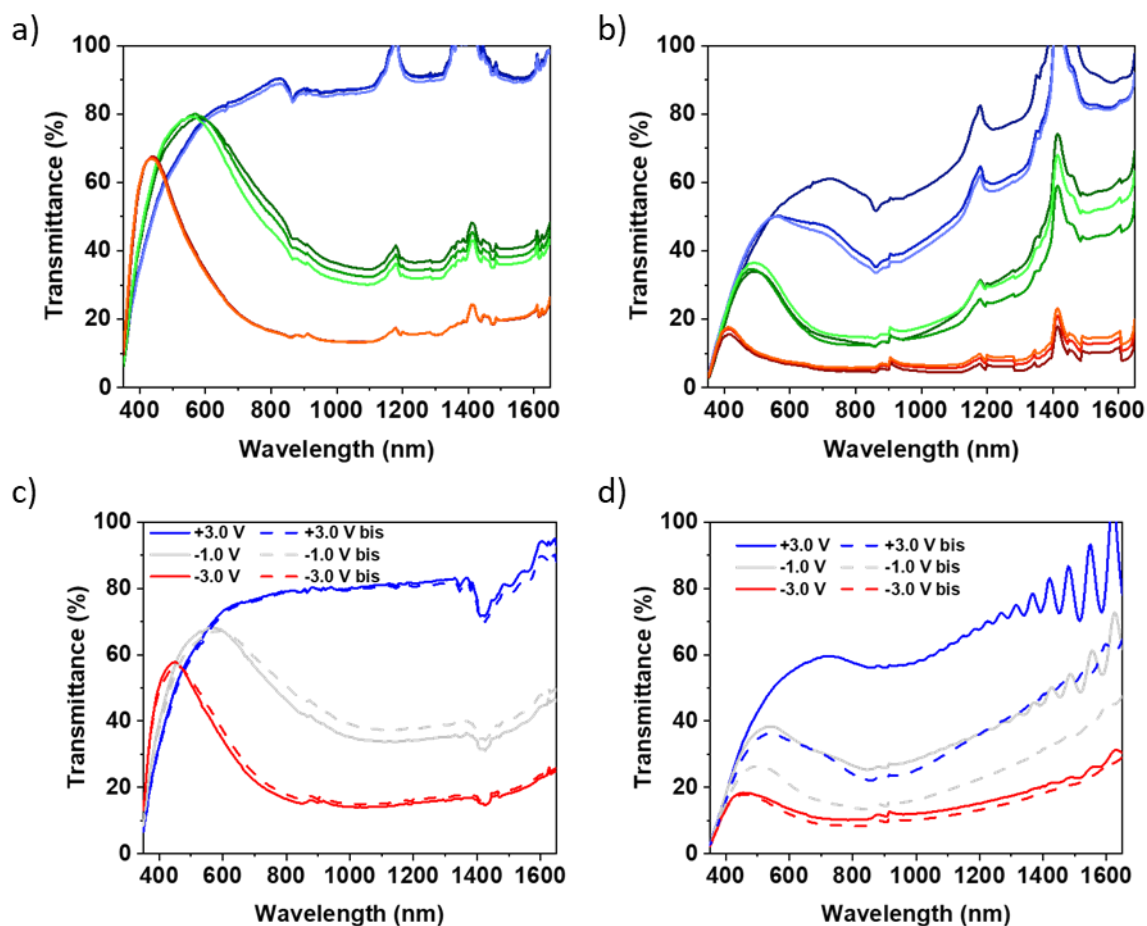 a)
b)
100
80
60
40
20
0
Transmittance (%)
400 600 800 1000 1200 1400 1600
Wavelength (nm)
100
80
60
40
20
0
Transmittance (%)
400 600 800 1000 1200 1400 1600
Wavelength (nm)
c)
d)
100
80
60
40
20
0
Transmittance (%)
+3.0 V +3.0 V bis
-1.0 V -1.0 V bis
-3.0 V -3.0 V bis
400 600 800 1000 1200 1400 1600
Wavelength (nm)
100
80
60
40
20
0
Transmittance (%)
+3.0 V +3.0 V bis
-1.0 V -1.0 V bis
-3.0 V -3.0 V bis
400 600 800 1000 1200 1400 1600
Wavelength (nm)